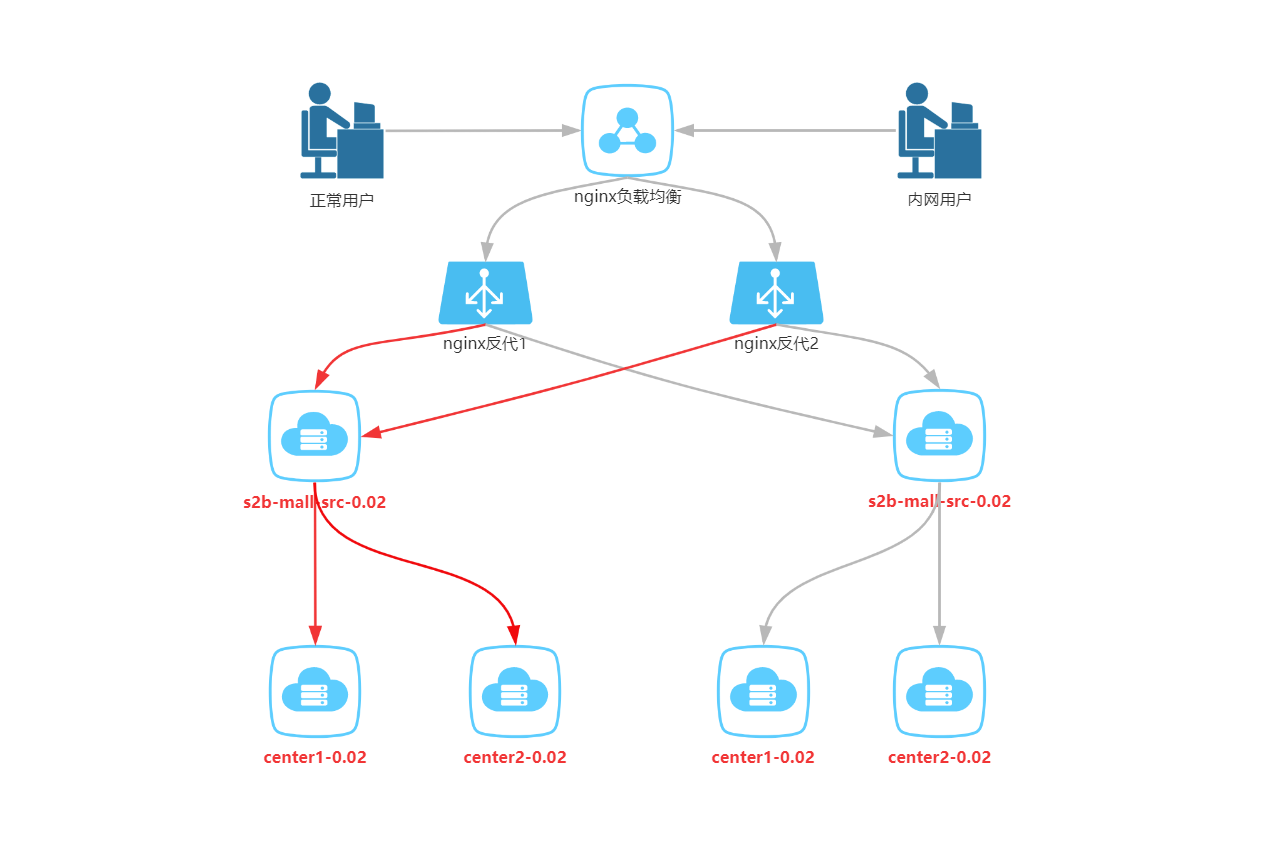 正常用户
nginx负载均衡
内网用户
nginx反代1
nginx反代2
s2b-mall-src-0.02
s2b-mall-src-0.02
center1-0.02
center2-0.02
center1-0.02
center2-0.02